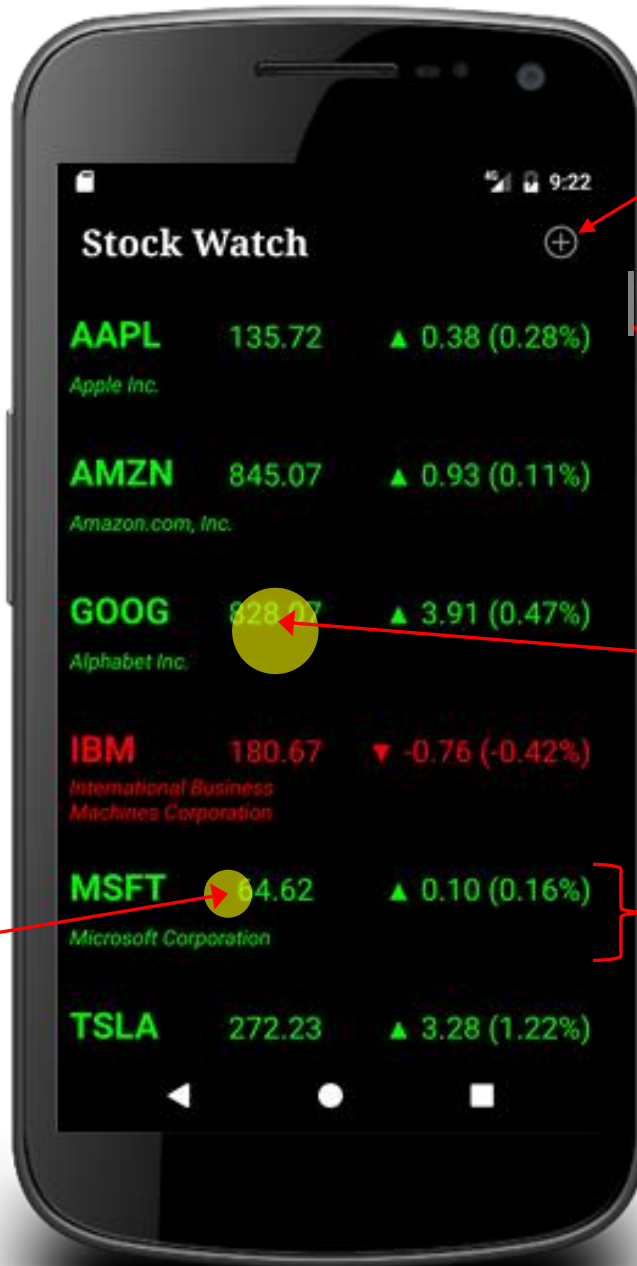 4G 9:22
Stock Watch
AAPL 135.72 ▲ 0.38 (0.28%)
Apple Inc.
AMZN 845.07 ▲ 0.93 (0.11%)
Amazon.com, Inc.
GOOG 828.07 ▲ 3.91 (0.47%)
Alphabet Inc.
IBM 180.67 ▼ -0.76 (-0.42%)
International Business
Machines Corporation
MSFT 64.62 ▲ 0.10 (0.16%)
Microsoft Corporation
TSLA 272.23 ▲ 3.28 (1.22%)